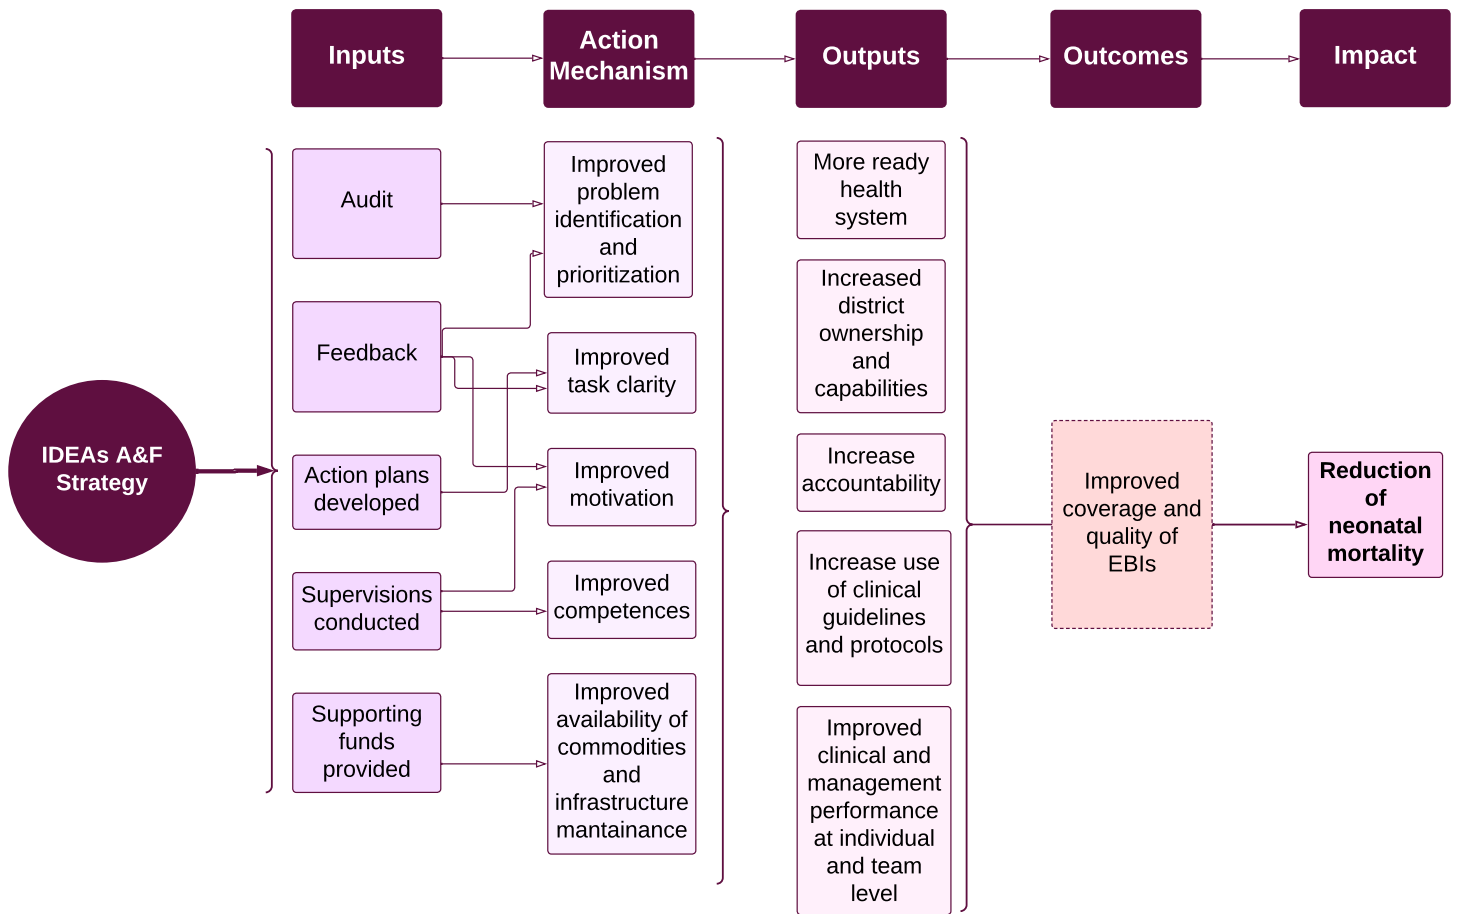 Inputs
Action
Mechanism
Outputs
Outcomes
Impact
IDEAs A&F
Strategy
Audit
Feedback
Action plans
developed
Supervisions
conducted
Supporting
funds
provided
Improved
problem
identification
and
prioritization
Improved
task clarity
Improved
motivation
Improved
competences
Improved
availability of
commodities
and
infrastructure
mantainance
More ready
health
system
Increased
district
ownership
and
capabilities
Increase
accountability
Increase use
of clinical
guidelines
and protocols
Improved
clinical and
management
performance
at individual
and team
level
Improved
coverage and
quality of
EBIs
Reduction
of
neonatal
mortality